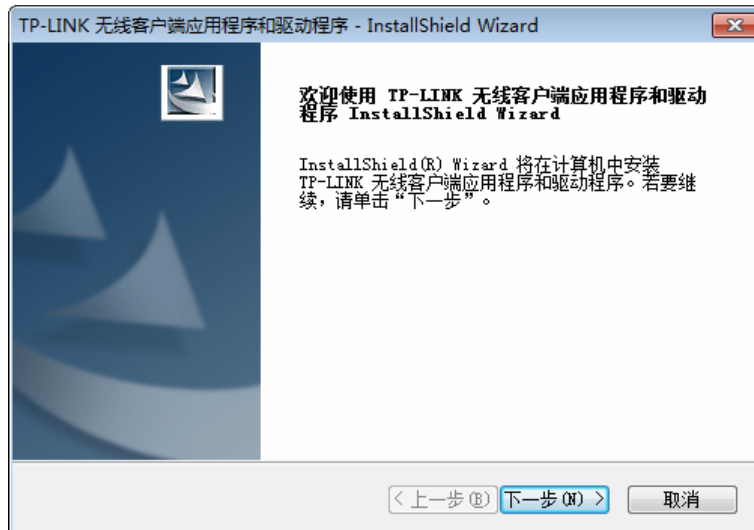 TP-LINK 无线客户端应用程序和驱动程序 - InstallShield Wizard
欢迎使用 TP-LINK 无线客户端应用程序和驱动
程序 InstallShield Wizard
InstallShield(R) Wizard 将在计算机中安装
TP-LINK 无线客户端应用程序和驱动程序。若要继
续，请单击“下一步”。
< 上一步(B)
下一步(N) >
取消